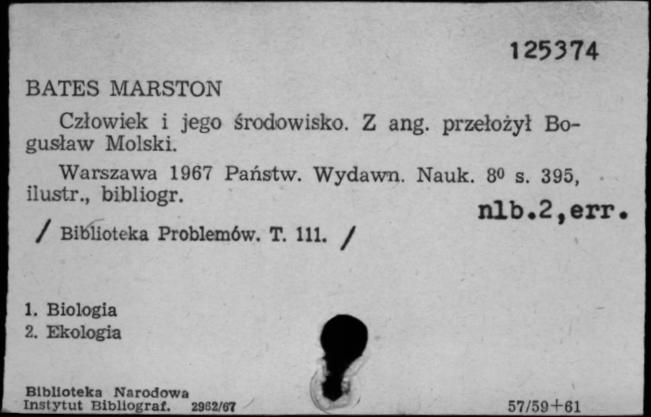 125374
BATES MARSTON
Człowiek i jego środowisko. Z ang. przełożył Bo-
gusław Molski.
Warszawa 1967 Państw. Wydawn. Nauk. 8⁰ s. 395,
ilustr., bibliogr.
nlb.2,err.
/ Biblioteka Problemów. T. 111. /
1. Biologia
2. Ekologia
Biblioteka Narodowa
Instytut Bibliograf. 2962/67
57/59+61